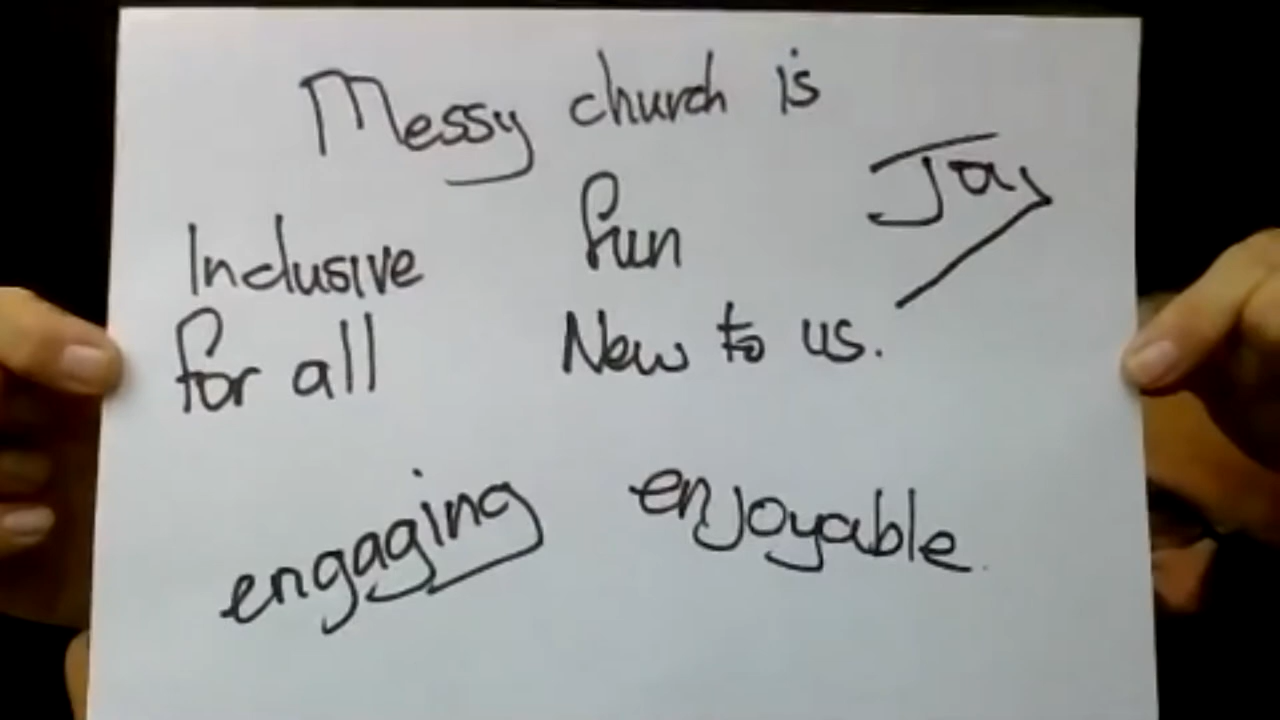 Messy church is
Inclusive
for all
fun
Joy
New to us.
engaging
enjoyable.